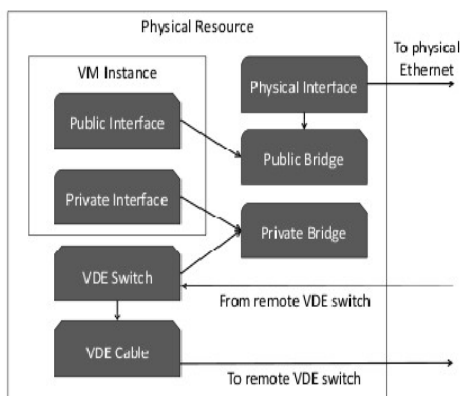 Physical Resource
To physical
Ethernet
VM Instance
Public Interface
Physical Interface
Public Bridge
Private Interface
Private Bridge
VDE Switch
From remote VDE switch
VDE Cable
To remote VDE switch